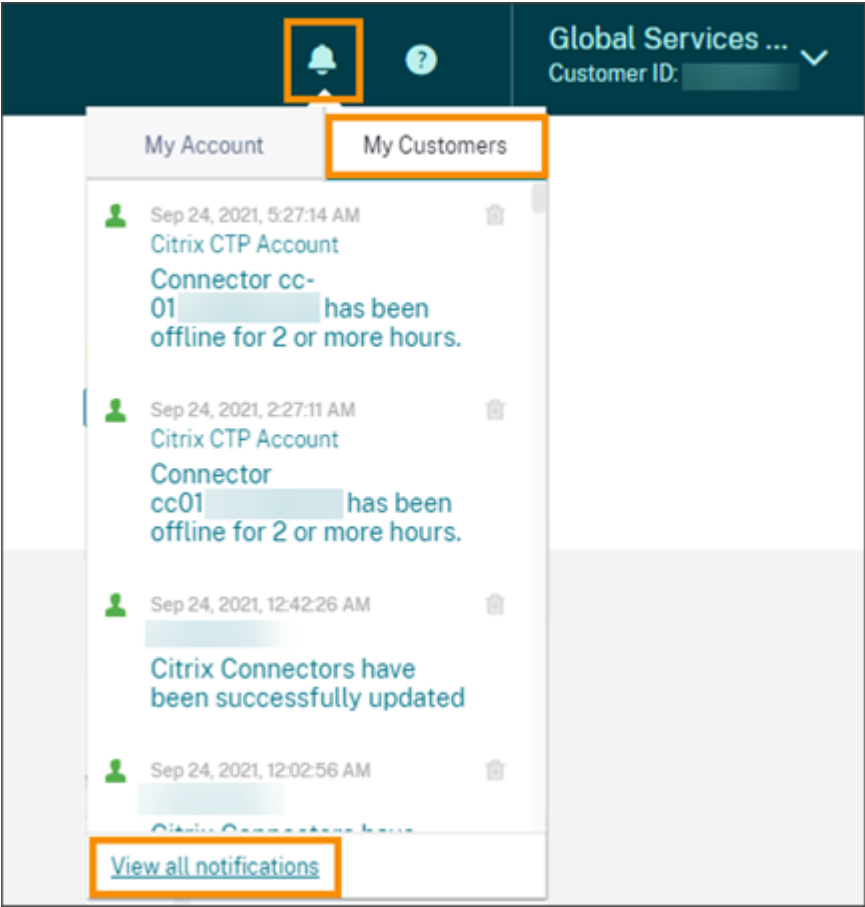 Global Services ...
Customer ID:
My Account
My Customers
Sep 24, 2021, 5:27:14 AM
Citrix CTP Account
Connector cc-
01 has been
offline for 2 or more hours.
Sep 24, 2021, 2:27:11 AM
Citrix CTP Account
Connector
cc01 has been
offline for 2 or more hours.
Sep 24, 2021, 12:42:26 AM
Citrix Connectors have
been successfully updated
Sep 24, 2021, 12:02:56 AM
Citrix Connectors have
View all notifications